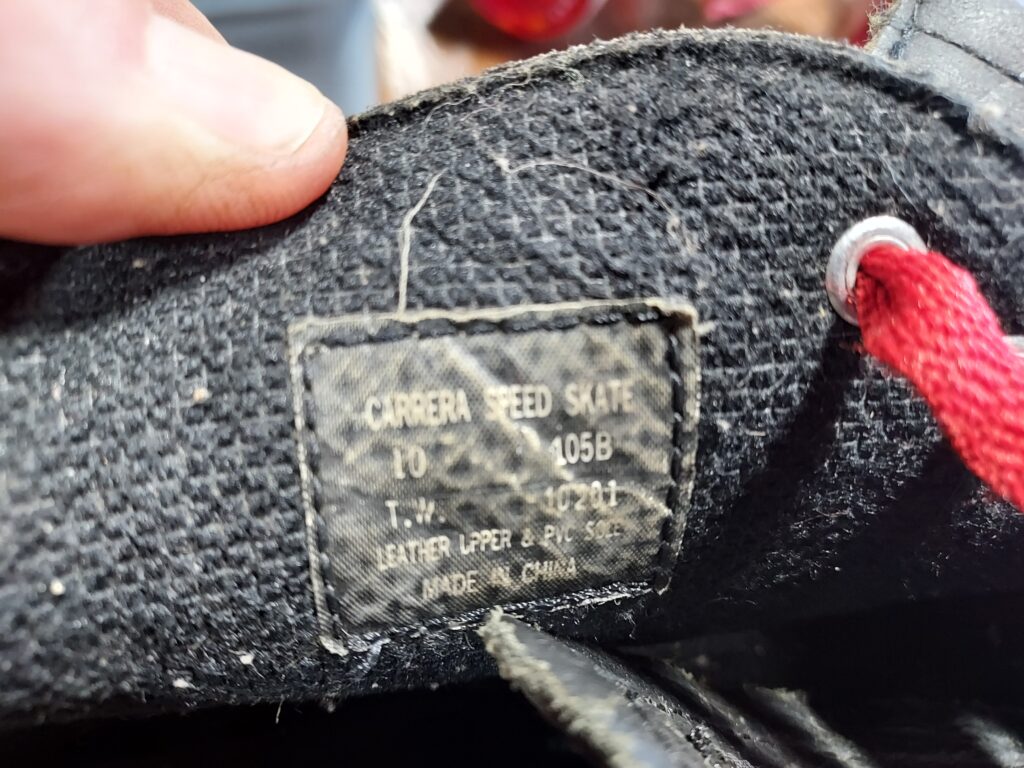 CARRERA SPEED SKATE
10 105B
T.W. 10201
LEATHER UPPER & PVC SOLE
MADE IN CHINA